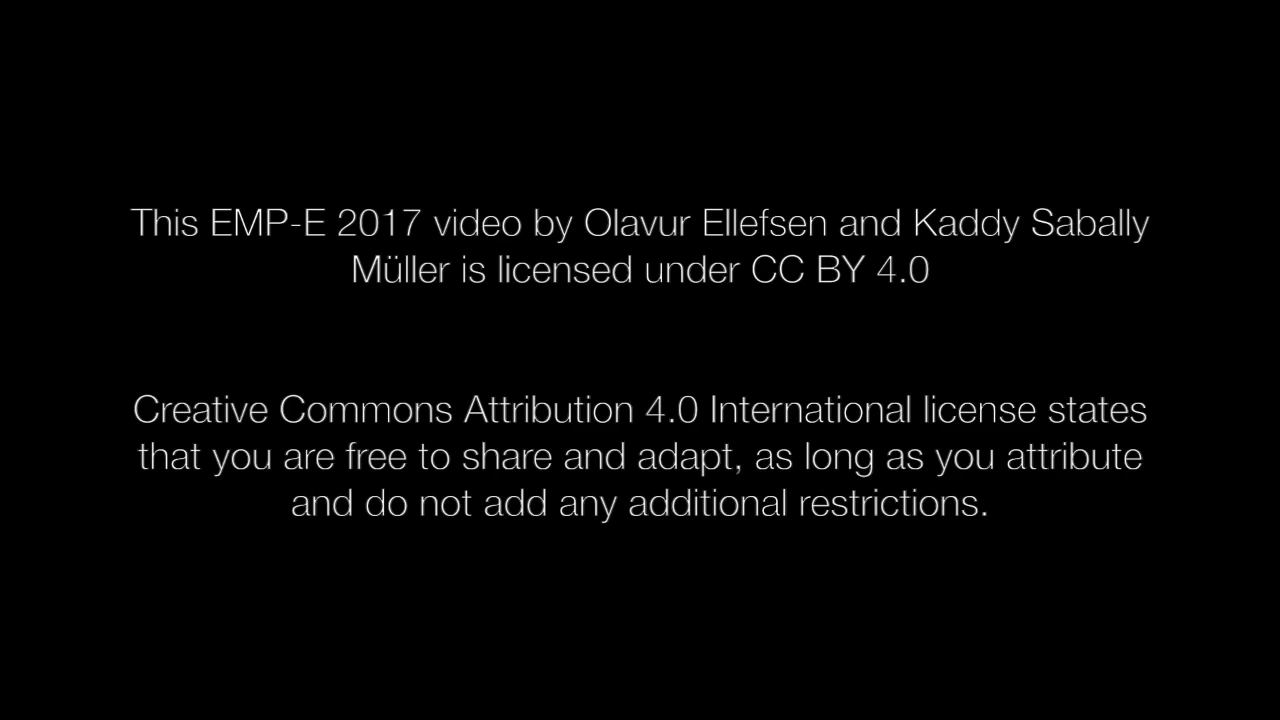 This EMP-E 2017 video by Olavur Ellefsen and Kaddy Sabally
Müller is licensed under CC BY 4.0
Creative Commons Attribution 4.0 International license states
that you are free to share and adapt, as long as you attribute
and do not add any additional restrictions.